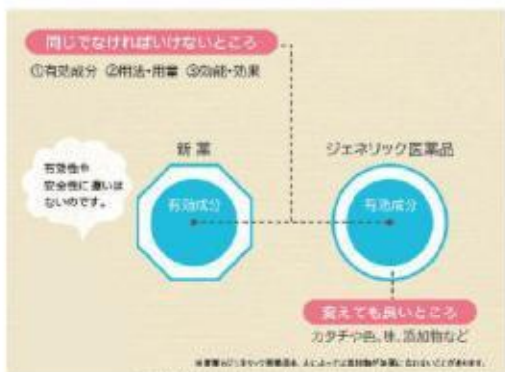 同じでなければいけないところ
①有効成分 ②用法・用量 ③効能・効果
新薬
ジェネリック医薬品
有効性や
安全性に違いは
ないのです。
有効成分
有効成分
変えても良いところ
カタチや色、味、添加物など